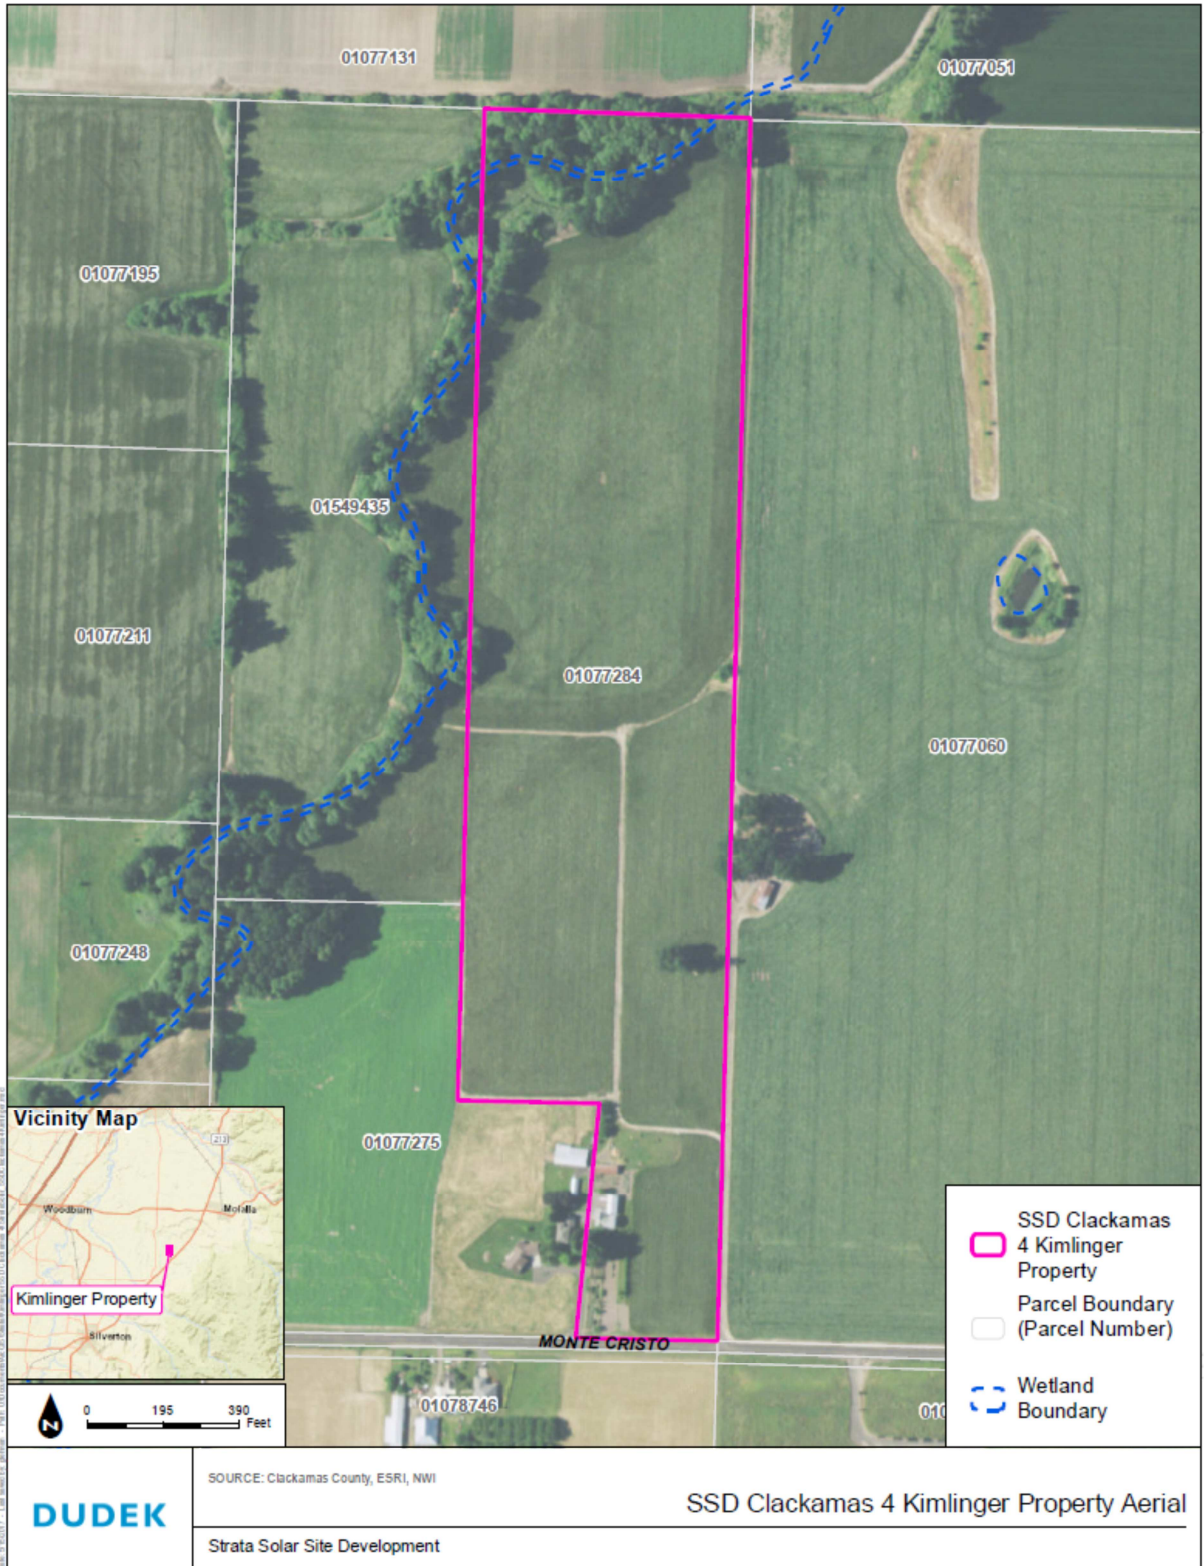 01077131
01077051
01077195
01549435
01077211
01077284
01077060
01077248
01077275
Vicinity Map
213
Woodburn
Molalla
Kimlinger Property
Silverton
MONTE CRISTO
01078746
010
N
0 195 390
Feet
SSD Clackamas
4 Kimlinger
Property
Parcel Boundary
(Parcel Number)
Wetland
Boundary
DUDEK
SOURCE: Clackamas County, ESRI, NWI
SSD Clackamas 4 Kimlinger Property Aerial
Strata Solar Site Development